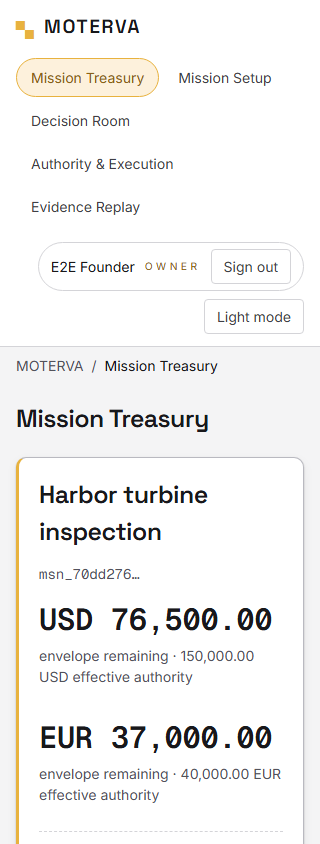 MOTERVA
Mission Treasury
Mission Setup
Decision Room
Authority & Execution
Evidence Replay
E2E Founder OWNER Sign out
Light mode
MOTERVA / Mission Treasury
Mission Treasury
Harbor turbine
inspection
msn_70dd276…
USD 76,500.00
envelope remaining · 150,000.00
USD effective authority
EUR 37,000.00
envelope remaining · 40,000.00 EUR
effective authority